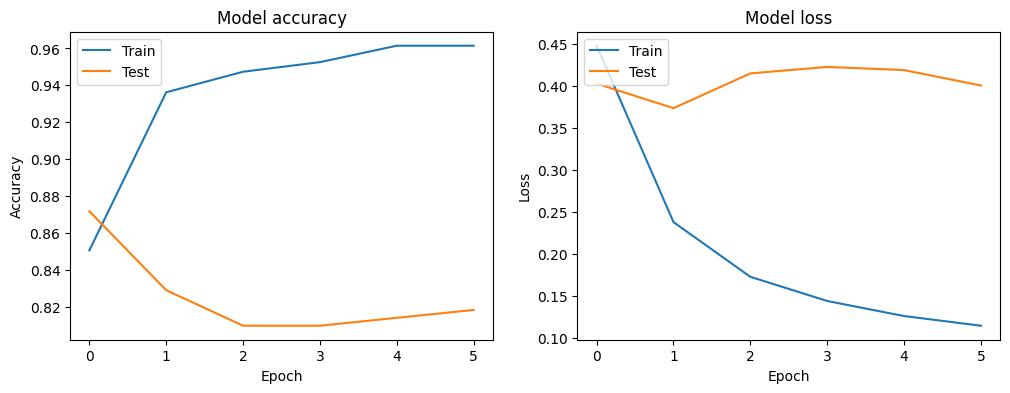 Model accuracy
Train
Test
0.96
0.94
0.92
0.90
0.88
0.86
0.84
0.82
Accuracy
0 1 2 3 4 5
Epoch
Model loss
Train
Test
0.45
0.40
0.35
0.30
0.25
0.20
0.15
0.10
Loss
0 1 2 3 4 5
Epoch